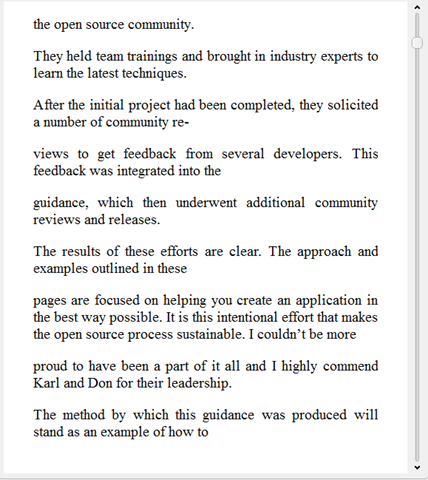 the open source community.
They held team trainings and brought in industry experts to
learn the latest techniques.
After the initial project had been completed, they solicited
a number of community re-
views to get feedback from several developers. This
feedback was integrated into the
guidance, which then underwent additional community
reviews and releases.
The results of these efforts are clear. The approach and
examples outlined in these
pages are focused on helping you create an application in
the best way possible. It is this intentional effort that makes
the open source process sustainable. I couldn’t be more
proud to have been a part of it all and I highly commend
Karl and Don for their leadership.
The method by which this guidance was produced will
stand as an example of how to